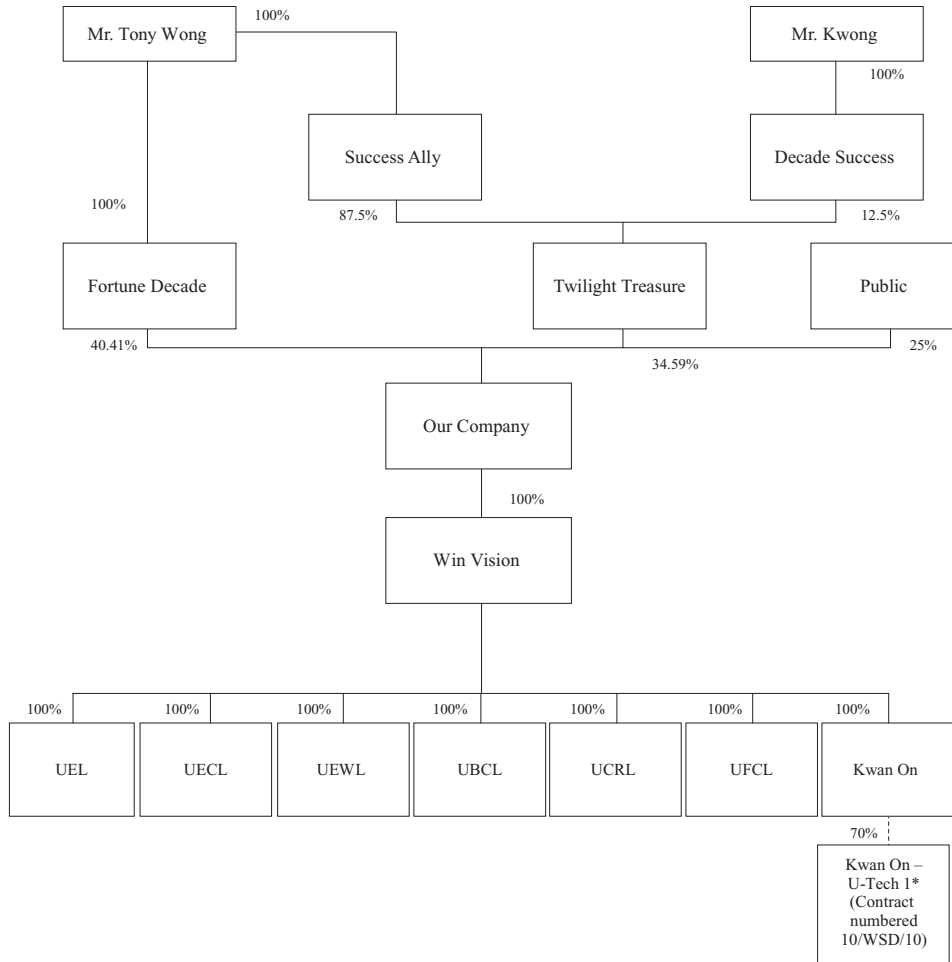 Mr. Tony Wong
100%
Mr. Kwong
100%
Success Ally
Decade Success
100%
87.5%
12.5%
Fortune Decade
Twilight Treasure
Public
40.41%
34.59%
25%
Our Company
100%
Win Vision
100%
100%
100%
100%
100%
100%
100%
UEL
UECL
UEWL
UBCL
UCRL
UFCL
Kwan On
70%
Kwan On –
U-Tech 1*
(Contract
numbered
10/WSD/10)